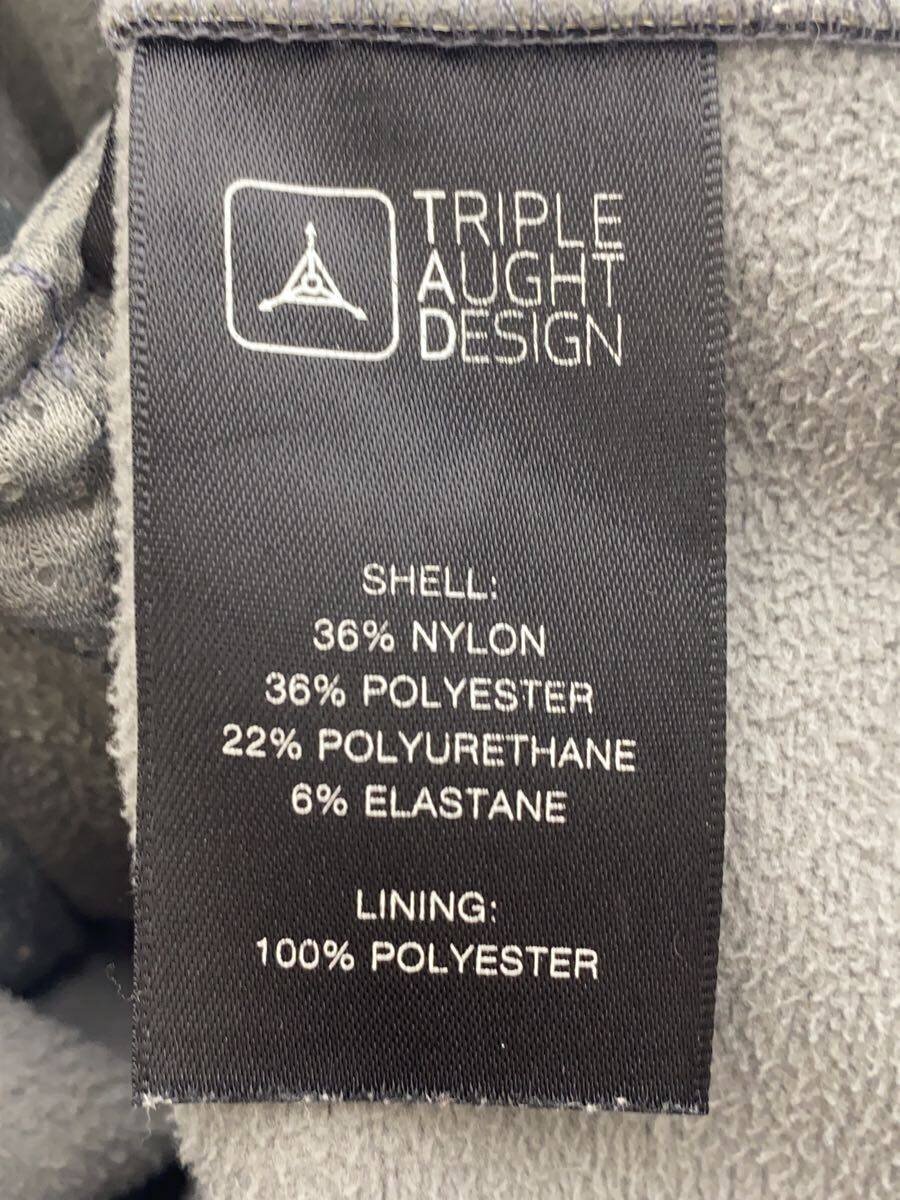 TRIPLE
AUGHT
DESIGN
SHELL:
36% NYLON
36% POLYESTER
22% POLYURETHANE
6% ELASTANE
LINING:
100% POLYESTER